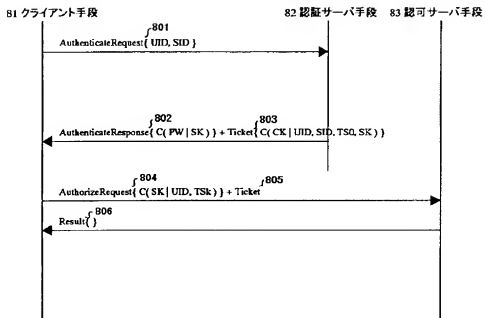 81 クライアント手段 82 認証サーバ手段 83 認可サーバ手段
801
AuthenticateRequest{ UID, SID }
802 803
AuthenticateResponse{ C( PW | SK ) } + Ticket{ C( CK | UID, SID, TS0, SK ) }
804 805
AuthorizeRequest{ C( SK | UID, TSk ) } + Ticket
806
Result{ }